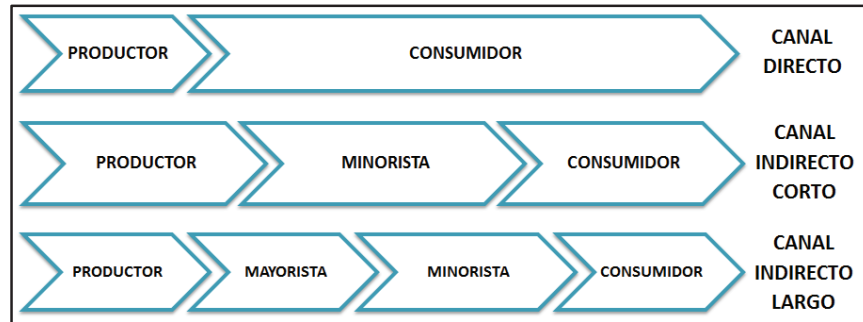 PRODUCTOR
CONSUMIDOR
CANAL
DIRECTO
PRODUCTOR
MINORISTA
CONSUMIDOR
CANAL
INDIRECTO
CORTO
PRODUCTOR
MAYORISTA
MINORISTA
CONSUMIDOR
CANAL
INDIRECTO
LARGO